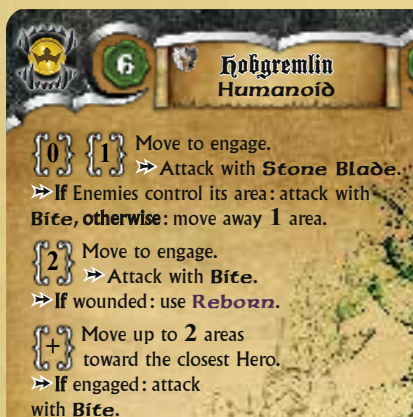 6
Hobgremlin
Humanoid
{0} {1} Move to engage.
Attack with Stone Blade.
If Enemies control its area: attack with
Bite, otherwise: move away 1 area.
{2} Move to engage.
Attack with Bite.
If wounded: use Reborn.
{+} Move up to 2 areas
toward the closest Hero.
If engaged: attack
with Bite.